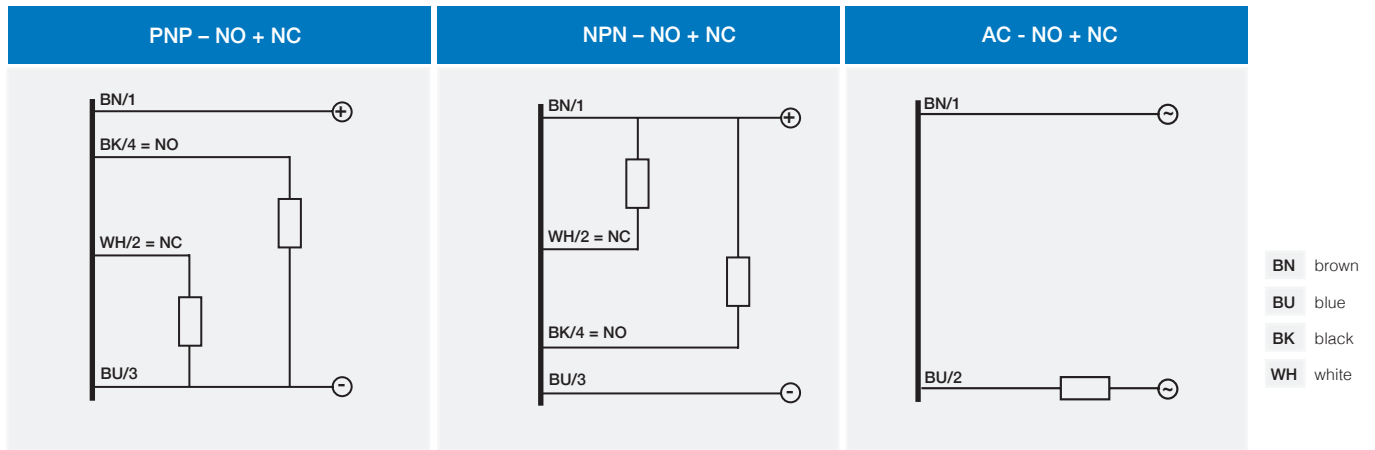 PNP – NO + NC
BN/1
+
BK/4 = NO
WH/2 = NC
BU/3
-
NPN – NO + NC
BN/1
+
WH/2 = NC
BK/4 = NO
BU/3
-
AC - NO + NC
BN/1
~
BU/2
~
BN brown
BU blue
BK black
WH white